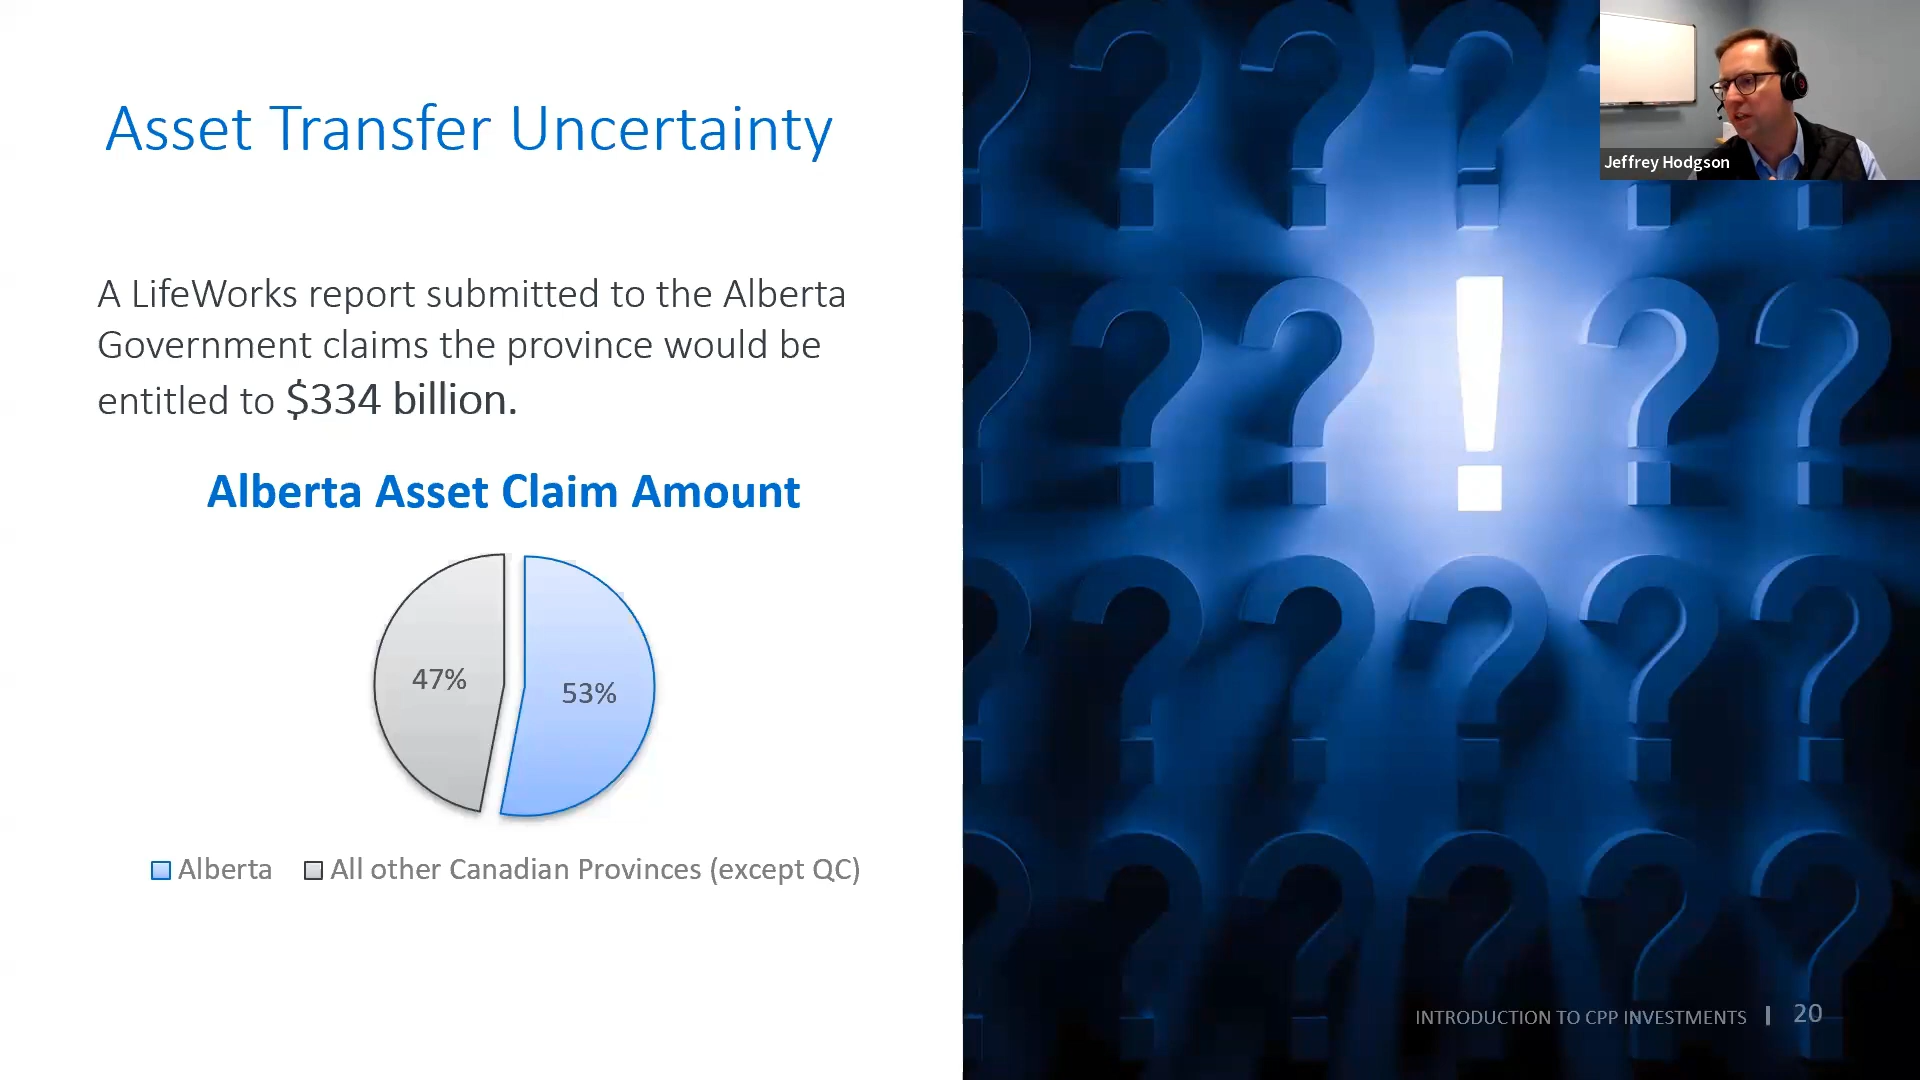 Asset Transfer Uncertainty
A LifeWorks report submitted to the Alberta
Government claims the province would be
entitled to $334 billion.
Alberta Asset Claim Amount
47%
53%
Alberta
All other Canadian Provinces (except QC)
Jeffrey Hodgson
INTRODUCTION TO CPP INVESTMENTS | 20